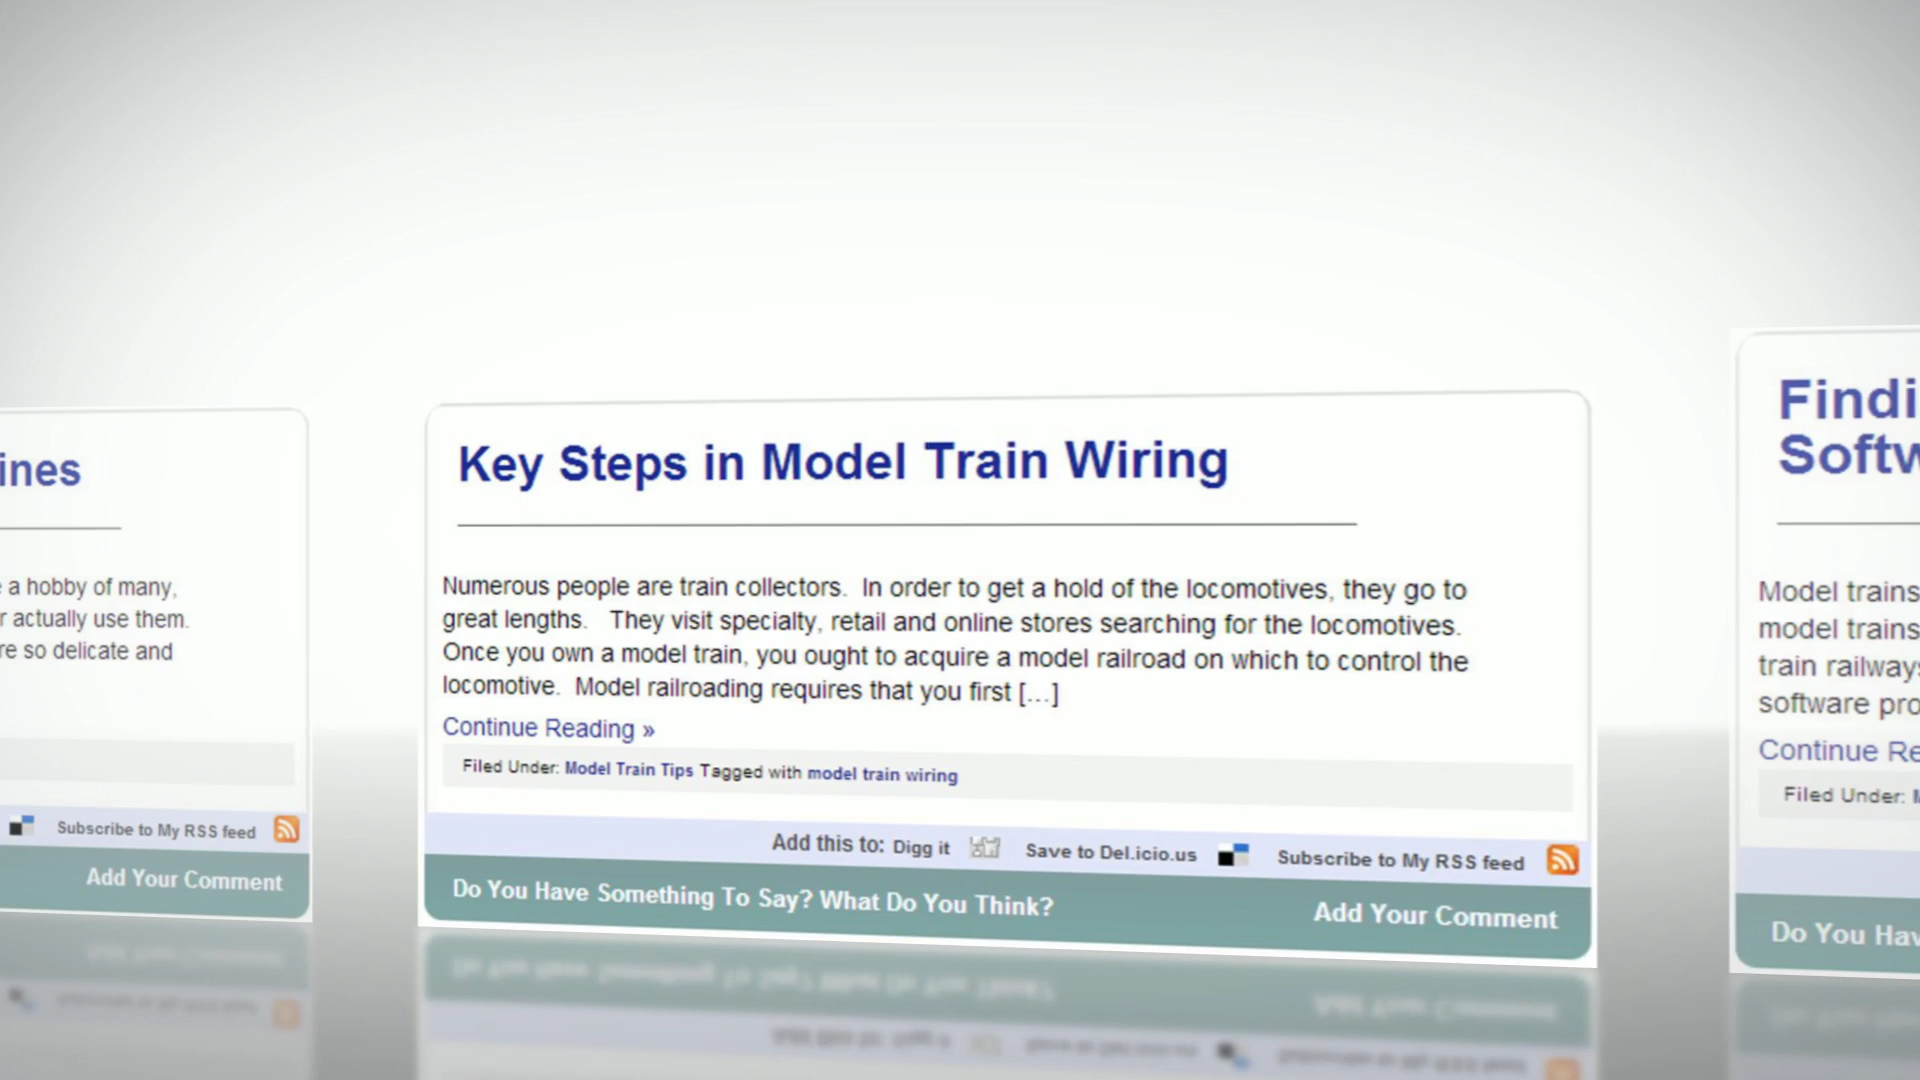 ines
a hobby of many,
r actually use them.
re so delicate and
Subscribe to My RSS feed
Add Your Comment
Key Steps in Model Train Wiring
Numerous people are train collectors. In order to get a hold of the locomotives, they go to
great lengths. They visit specialty, retail and online stores searching for the locomotives.
Once you own a model train, you ought to acquire a model railroad on which to control the
locomotive. Model railroading requires that you first [...]
Continue Reading »
Filed Under: Model Train Tips Tagged with model train wiring
Add this to: Digg it Save to Del.icio.us Subscribe to My RSS feed
Do You Have Something To Say? What Do You Think? Add Your Comment
Findi
Softw
Model trains
model trains
train railways
software pro
Continue Re
Filed Under: M
Do You Hav